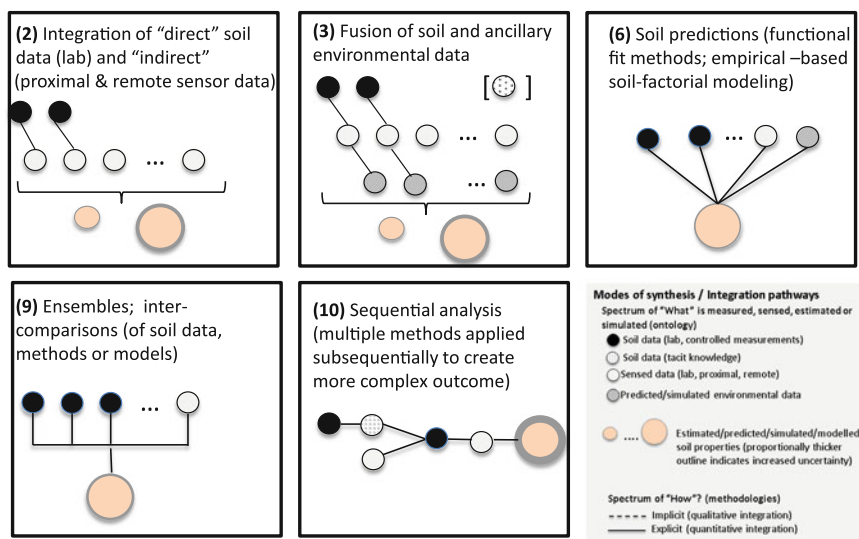 (2) Integration of “direct” soil
data (lab) and “indirect”
(proximal & remote sensor data)
...
(3) Fusion of soil and ancillary
environmental data
[ ]
...
...
(6) Soil predictions (functional
fit methods; empirical –based
soil-factorial modeling)
...
(9) Ensembles; inter-
comparisons (of soil data,
methods or models)
...
(10) Sequential analysis
(multiple methods applied
subsequentially to create
more complex outcome)
Modes of synthesis / Integration pathways
Spectrum of "What" is measured, sensed, estimated or
simulated (ontology)
Soil data (lab, controlled measurements)
Soil data (tacit knowledge)
Sensed data (lab, proximal, remote)
Predicted/simulated environmental data
....
Estimated/predicted/simulated/modelled
soil properties (proportionally thicker
outline indicates increased uncertainty)
Spectrum of "How"? (methodologies)
Implicit (qualitative integration)
Explicit (quantitative integration)